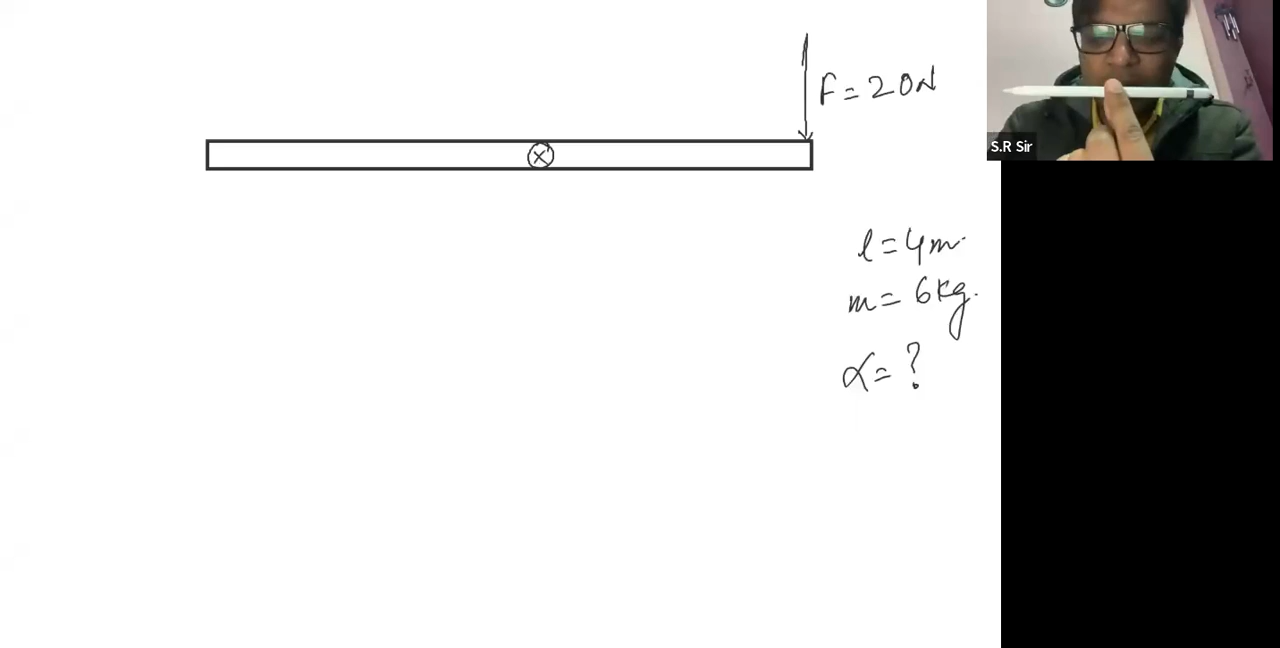 F = 20N
S.R Sir
l = 4m.
m = 6kg.
α = ?